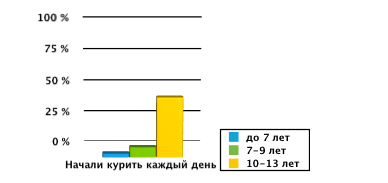 100 %
75 %
50 %
25 %
0 %
Начали курить каждый день
до 7 лет
7-9 лет
10-13 лет